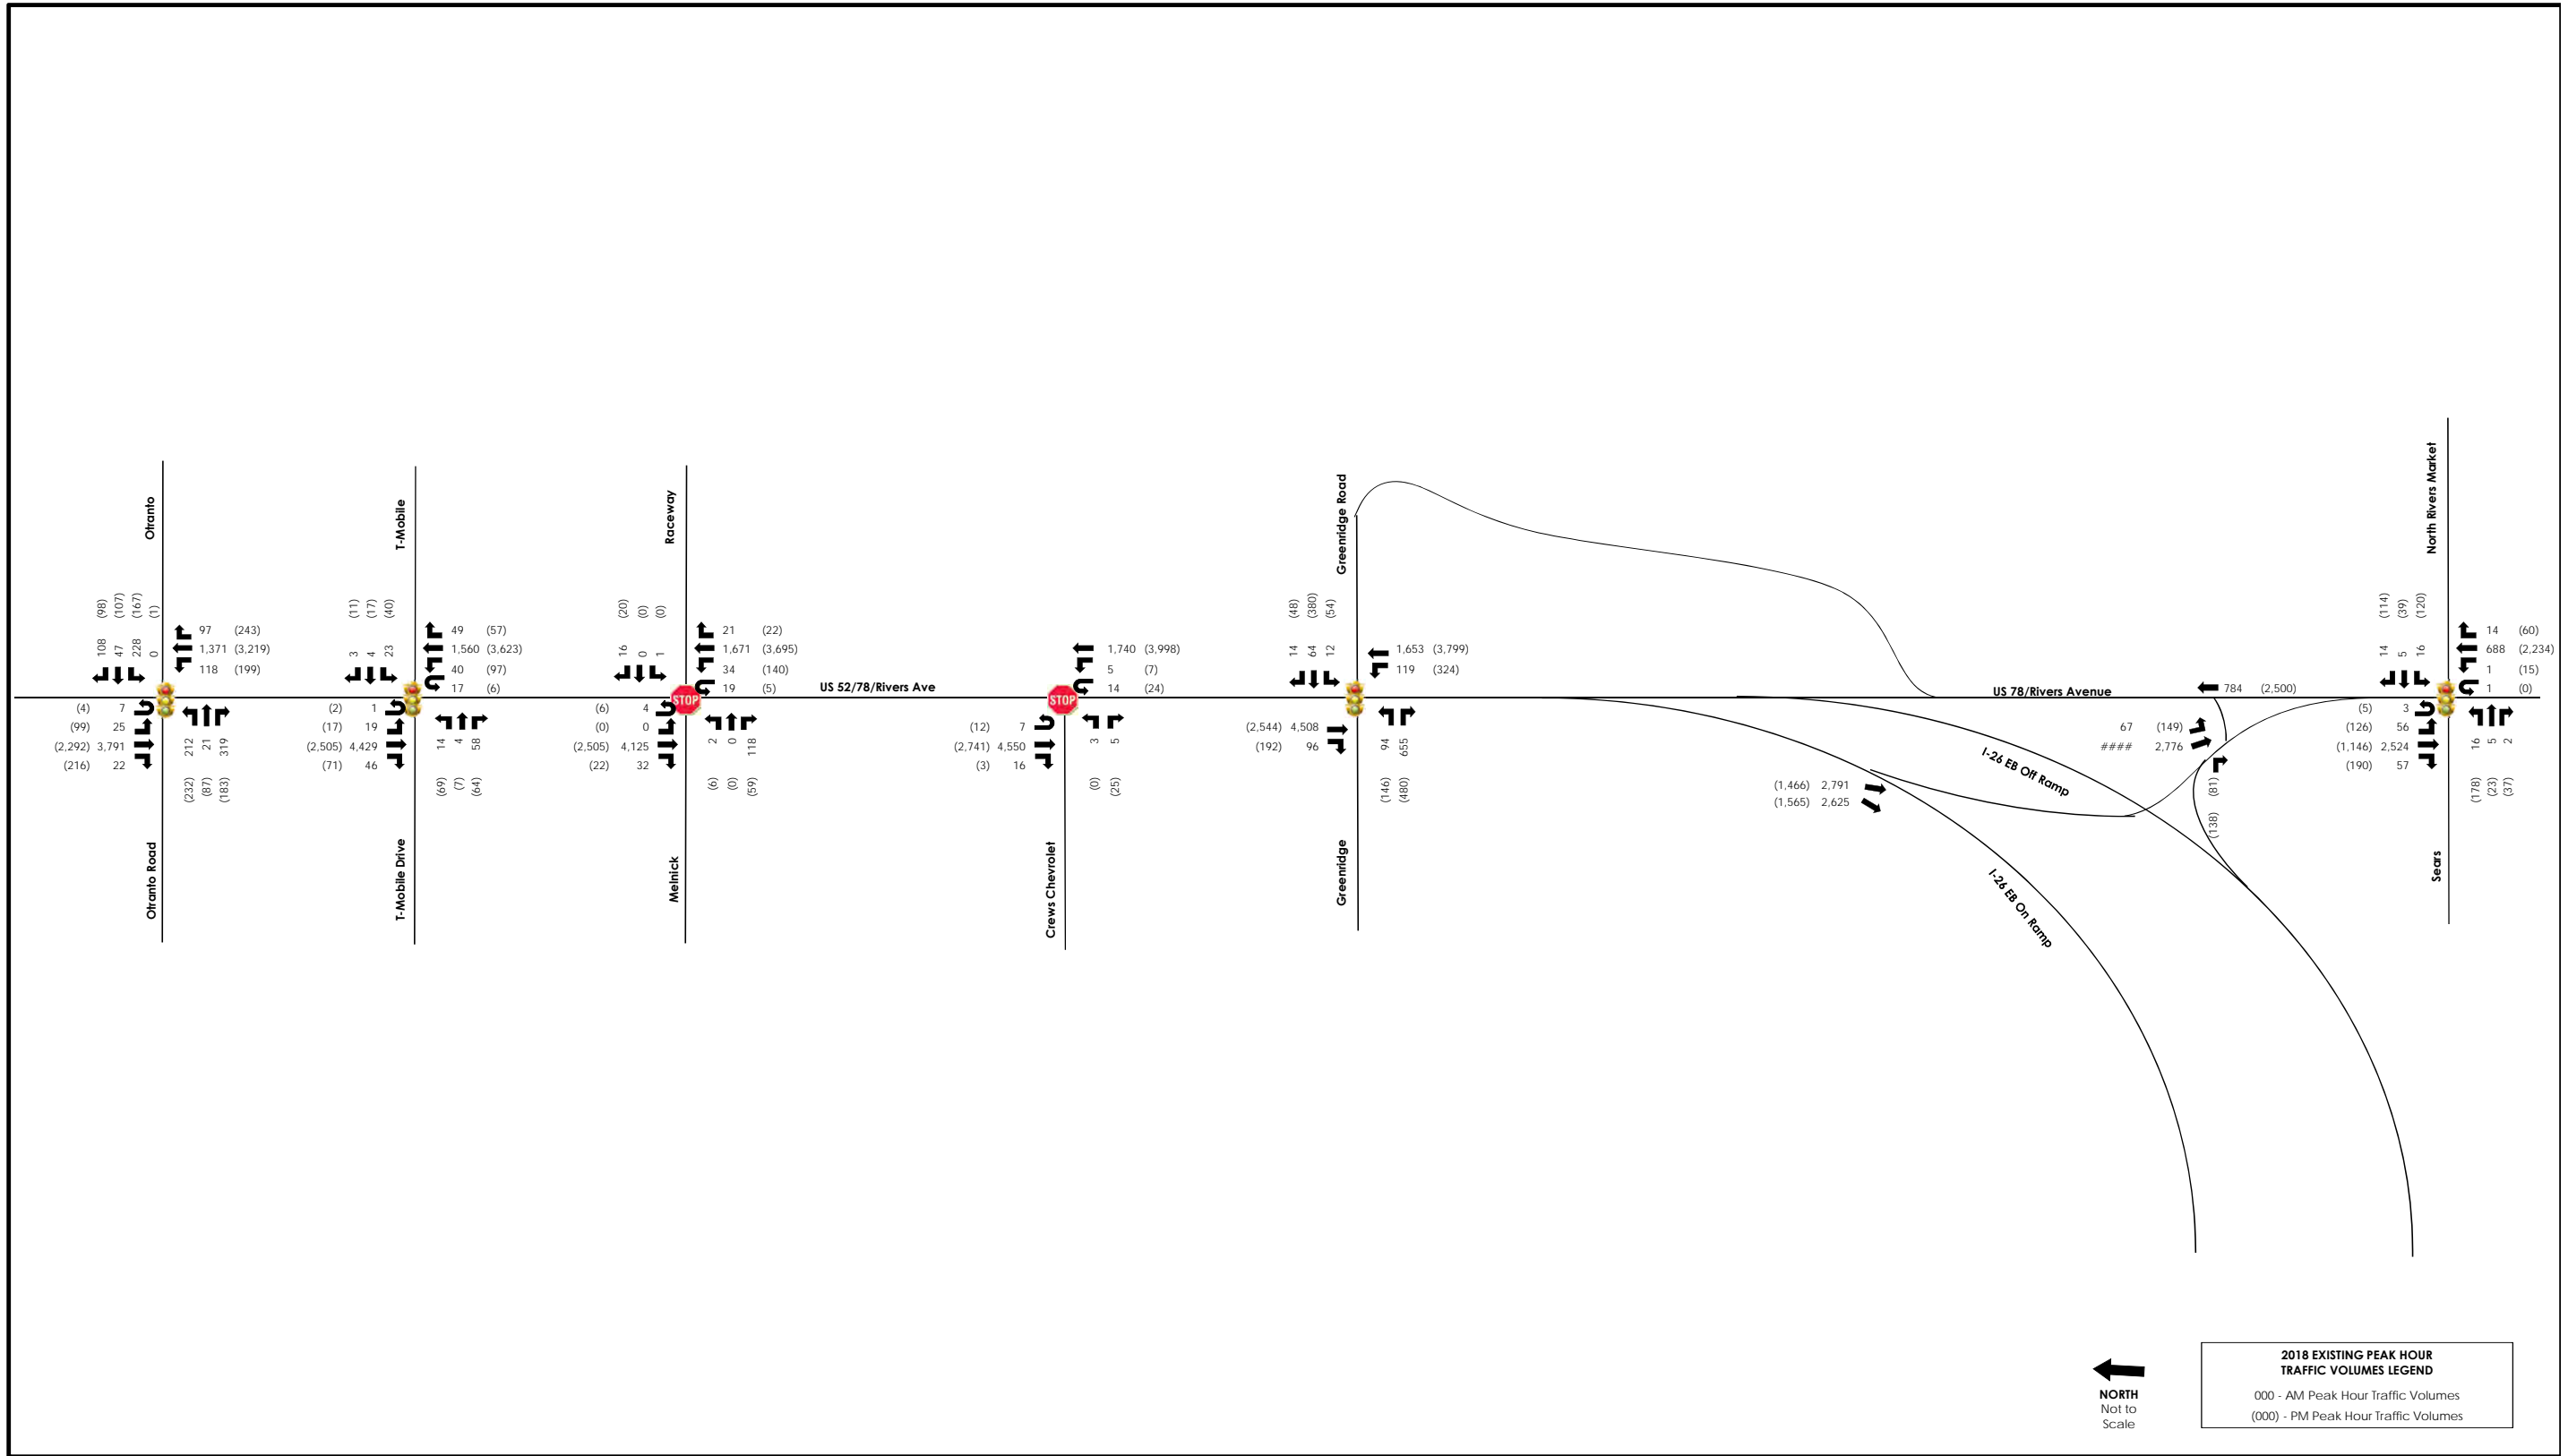 Otranto
(98) (107) (167) (1)
108 47 228 0
97 (243)
1,371 (3,219)
118 (199)
(4) 7
(99) 25
(2,292) 3,791
(216) 22
212 21 319
(232) (87) (183)
Otranto Road
T-Mobile
(11) (17) (40)
3 4 23
49 (57)
1,560 (3,623)
40 (97)
17 (6)
(2) 1
(17) 19
(2,505) 4,429
(71) 46
14 4 58
(69) (7) (64)
T-Mobile Drive
Raceway
(20) (0) (0)
16 0 1
21 (22)
1,671 (3,695)
34 (140)
19 (5)
STOP
(6) 4
(0) 0
(2,505) 4,125
(22) 32
2 0 118
(6) (0) (59)
Melnick
US 52/78/Rivers Ave
1,740 (3,998)
5 (7)
14 (24)
STOP
(12) 7
(2,741) 4,550
(3) 16
3 5
(0) (25)
Crews Chevrolet
Greenridge Road
(48) (380) (54)
14 64 12
1,653 (3,799)
119 (324)
(2,544) 4,508
(192) 96
94 655
(146) (480)
Greenridge
(1,466) 2,791
(1,565) 2,625
I-26 EB Off Ramp
I-26 EB On Ramp
US 78/Rivers Avenue
784 (2,500)
67 (149)
#### 2,776
(81)
(138)
North Rivers Market
(114) (39) (120)
14 5 16
14 (60)
688 (2,234)
1 (15)
1 (0)
(5) 3
(126) 56
(1,146) 2,524
(190) 57
16 5 2
(178) (23) (37)
Sears
NORTH
Not to
Scale
2018 EXISTING PEAK HOUR
TRAFFIC VOLUMES LEGEND
000 - AM Peak Hour Traffic Volumes
(000) - PM Peak Hour Traffic Volumes